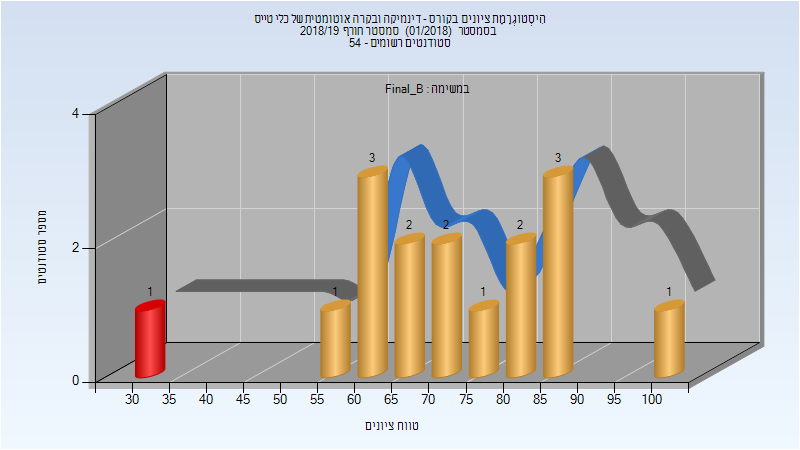 הִיסטוגרַמַת ציונים בקורס - דינמיקה ובקרה אוטומטית של כלי טייס
בסמסטר (01/2018) סמסטר חורף 2018/19
סטודנטים רשומים - 54
במשימה : Final_B
מספר סטודנטים
4
2
0
1
1
3
2
2
1
2
3
1
30 35 40 45 50 55 60 65 70 75 80 85 90 95 100
טווח ציונים